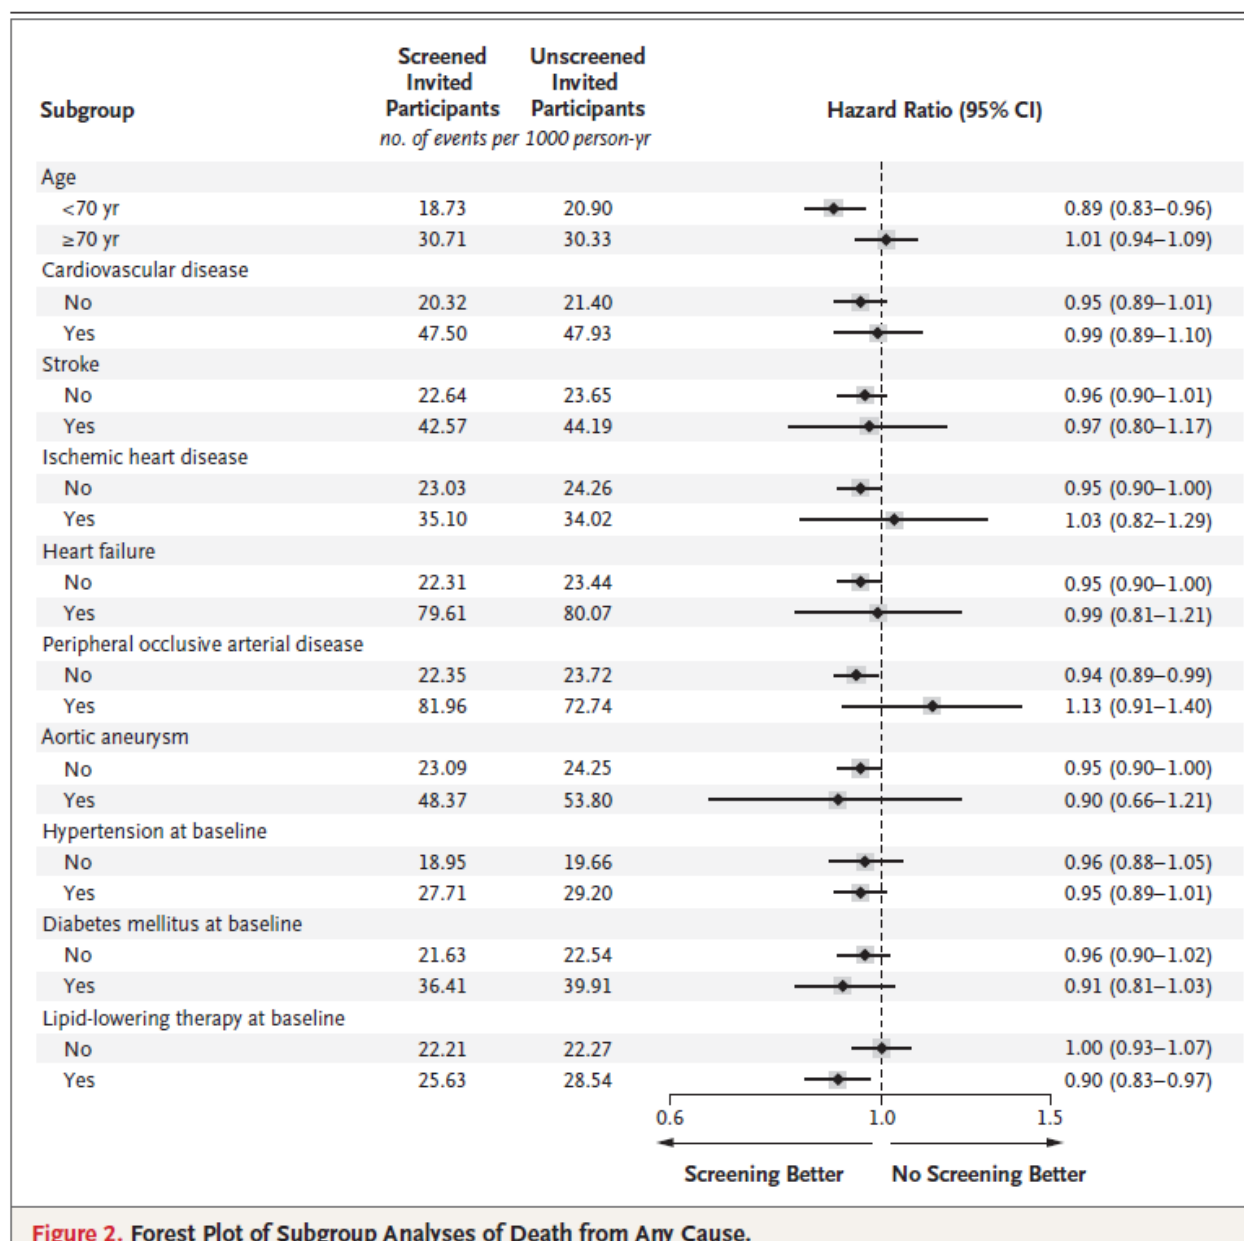 Subgroup Screened Invited Participants Unscreened Invited Participants Hazard Ratio (95% CI)
no. of events per 1000 person-yr
Age
<70 yr 18.73 20.90 0.89 (0.83–0.96)
≥70 yr 30.71 30.33 1.01 (0.94–1.09)
Cardiovascular disease
No 20.32 21.40 0.95 (0.89–1.01)
Yes 47.50 47.93 0.99 (0.89–1.10)
Stroke
No 22.64 23.65 0.96 (0.90–1.01)
Yes 42.57 44.19 0.97 (0.80–1.17)
Ischemic heart disease
No 23.03 24.26 0.95 (0.90–1.00)
Yes 35.10 34.02 1.03 (0.82–1.29)
Heart failure
No 22.31 23.44 0.95 (0.90–1.00)
Yes 79.61 80.07 0.99 (0.81–1.21)
Peripheral occlusive arterial disease
No 22.35 23.72 0.94 (0.89–0.99)
Yes 81.96 72.74 1.13 (0.91–1.40)
Aortic aneurysm
No 23.09 24.25 0.95 (0.90–1.00)
Yes 48.37 53.80 0.90 (0.66–1.21)
Hypertension at baseline
No 18.95 19.66 0.96 (0.88–1.05)
Yes 27.71 29.20 0.95 (0.89–1.01)
Diabetes mellitus at baseline
No 21.63 22.54 0.96 (0.90–1.02)
Yes 36.41 39.91 0.91 (0.81–1.03)
Lipid-lowering therapy at baseline
No 22.21 22.27 1.00 (0.93–1.07)
Yes 25.63 28.54 0.90 (0.83–0.97)
0.6 1.0 1.5
Screening Better No Screening Better
Figure 2. Forest Plot of Subgroup Analyses of Death from Any Cause.